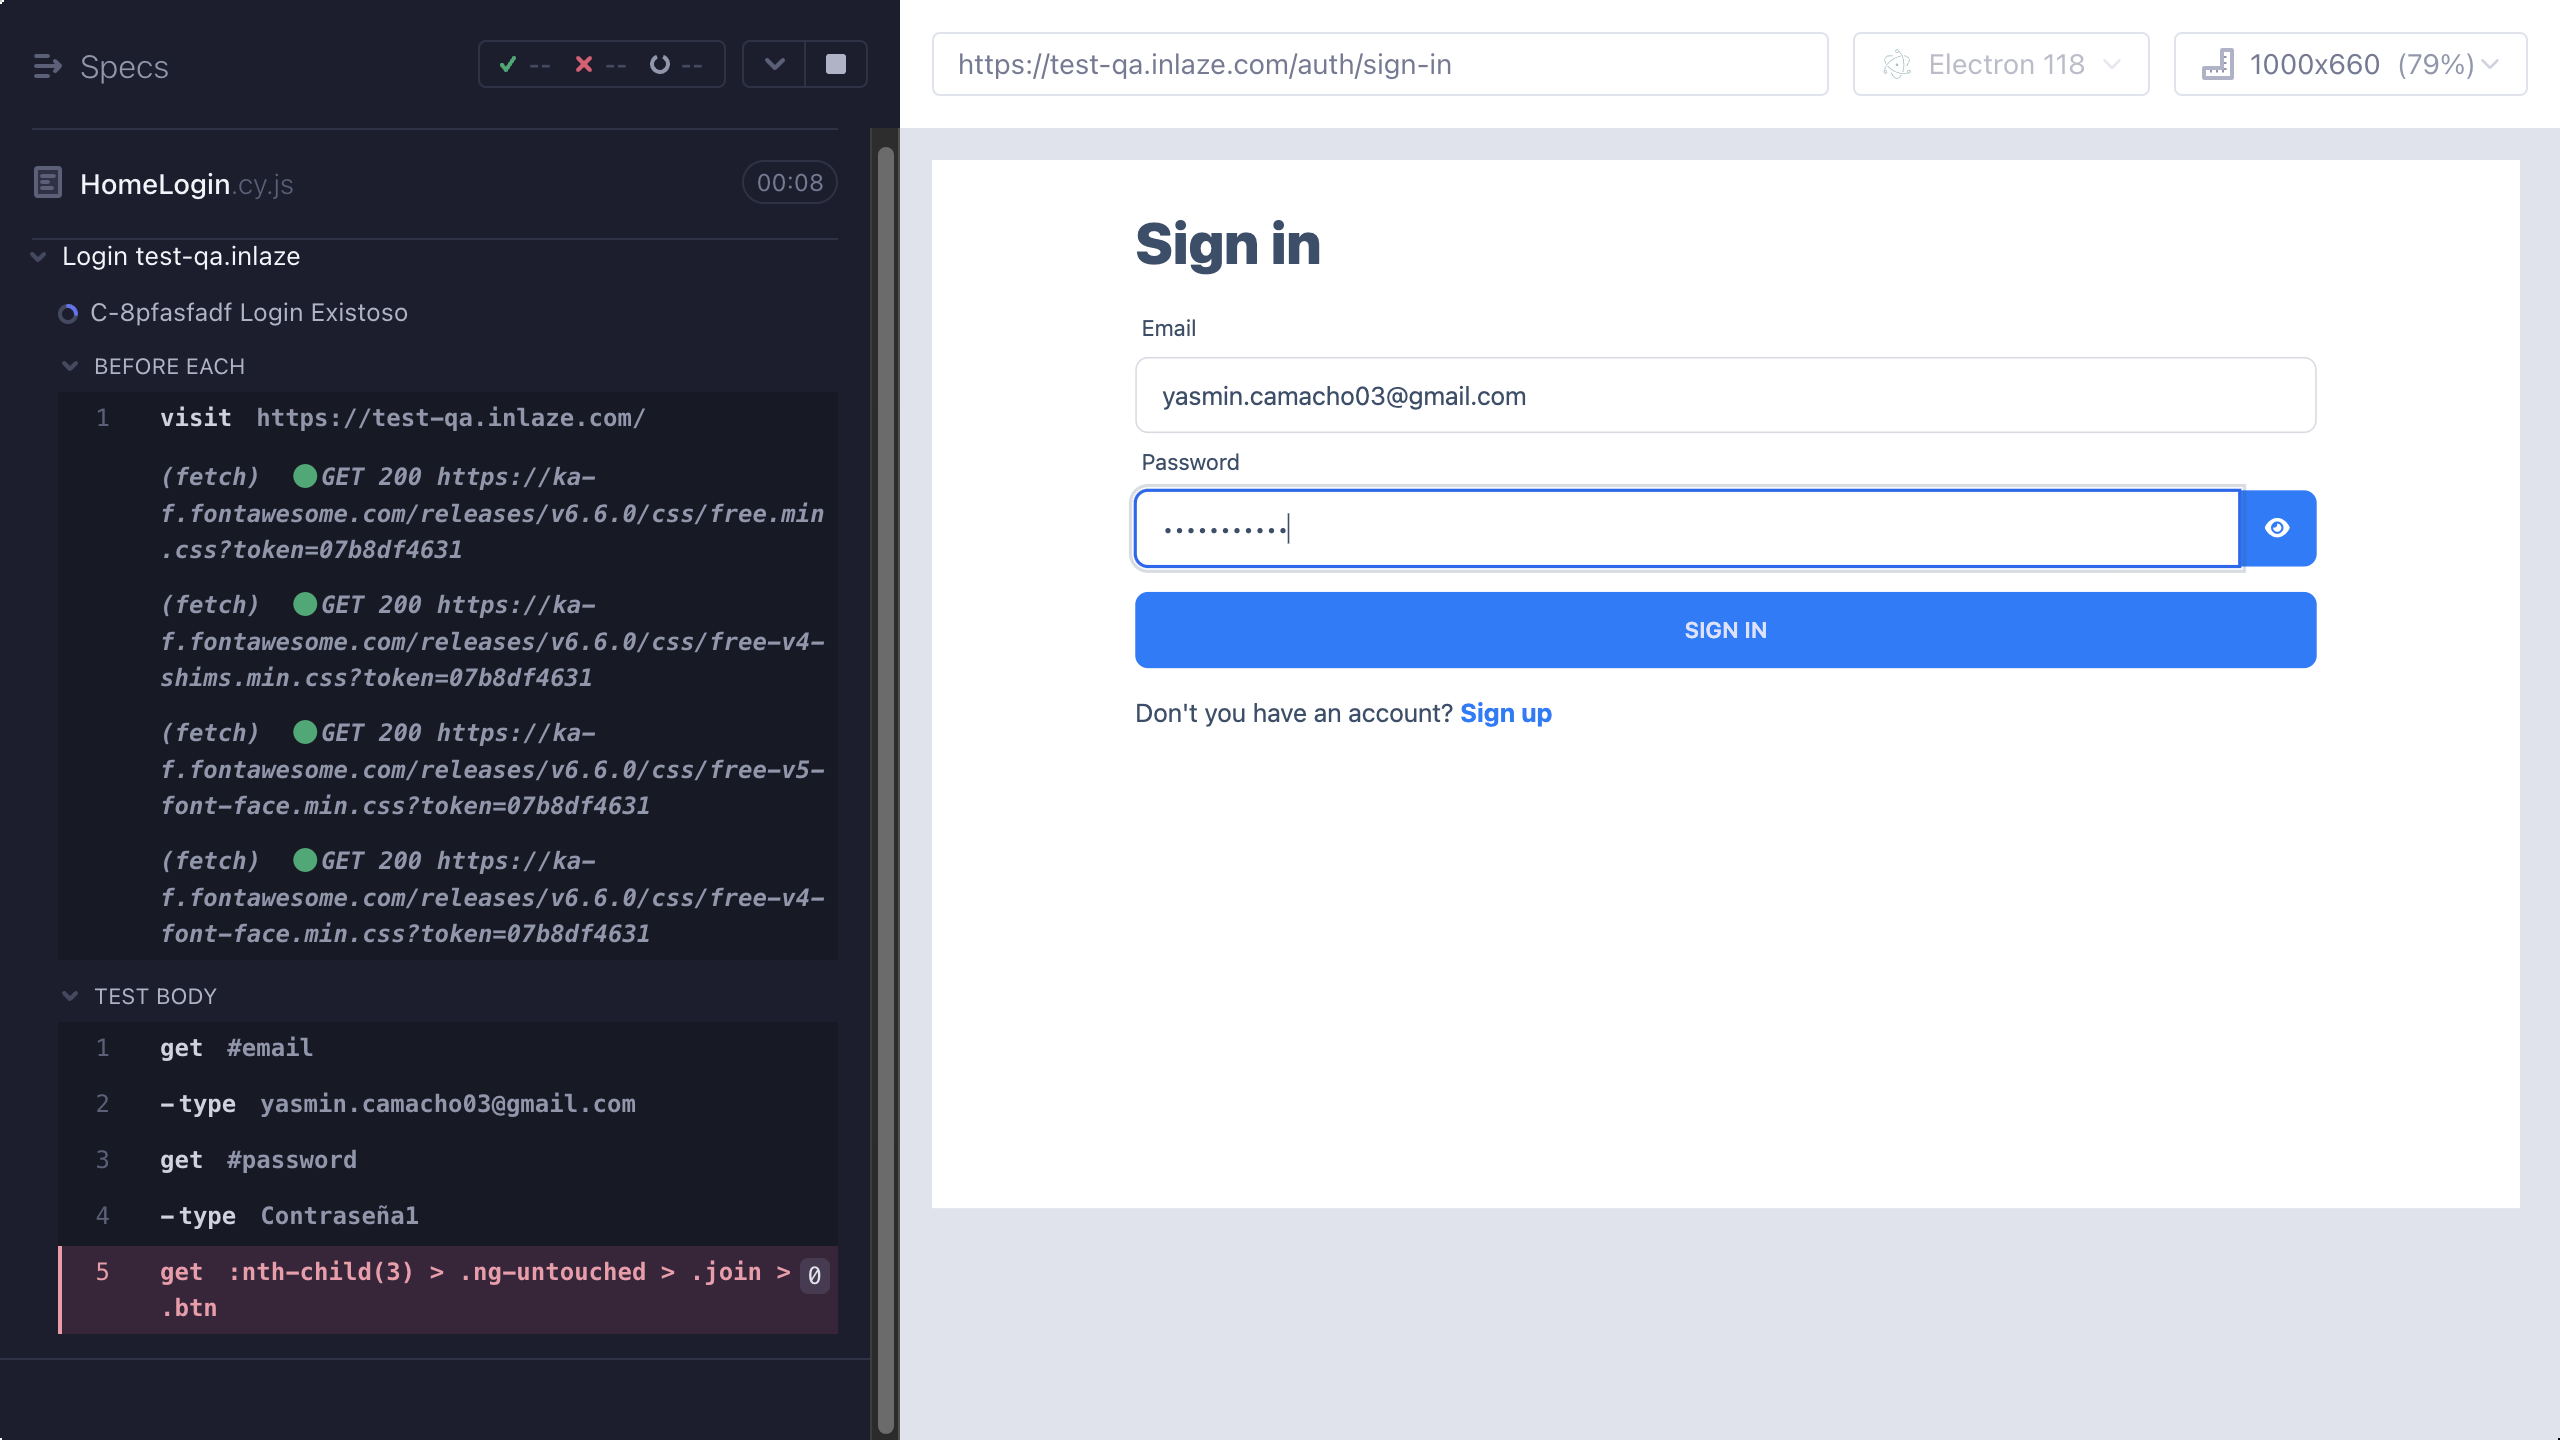 Specs
-- -- --
HomeLogin.cy.js
00:08
Login test-qa.inlaze
C-8pfasfadf Login Existoso
BEFORE EACH
1 visit https://test-qa.inlaze.com/
(fetch) GET 200 https://ka-
f.fontawesome.com/releases/v6.6.0/css/free.min
.css?token=07b8df4631
(fetch) GET 200 https://ka-
f.fontawesome.com/releases/v6.6.0/css/free-v4-
shims.min.css?token=07b8df4631
(fetch) GET 200 https://ka-
f.fontawesome.com/releases/v6.6.0/css/free-v5-
font-face.min.css?token=07b8df4631
(fetch) GET 200 https://ka-
f.fontawesome.com/releases/v6.6.0/css/free-v4-
font-face.min.css?token=07b8df4631
TEST BODY
1 get #email
2 -type yasmin.camacho03@gmail.com
3 get #password
4 -type Contraseña1
5 get :nth-child(3) > .ng-untouched > .join > 0
.btn
https://test-qa.inlaze.com/auth/sign-in
Electron 118
1000x660 (79%)
Sign in
Email
yasmin.camacho03@gmail.com
Password
•••••••••••
SIGN IN
Don't you have an account? Sign up